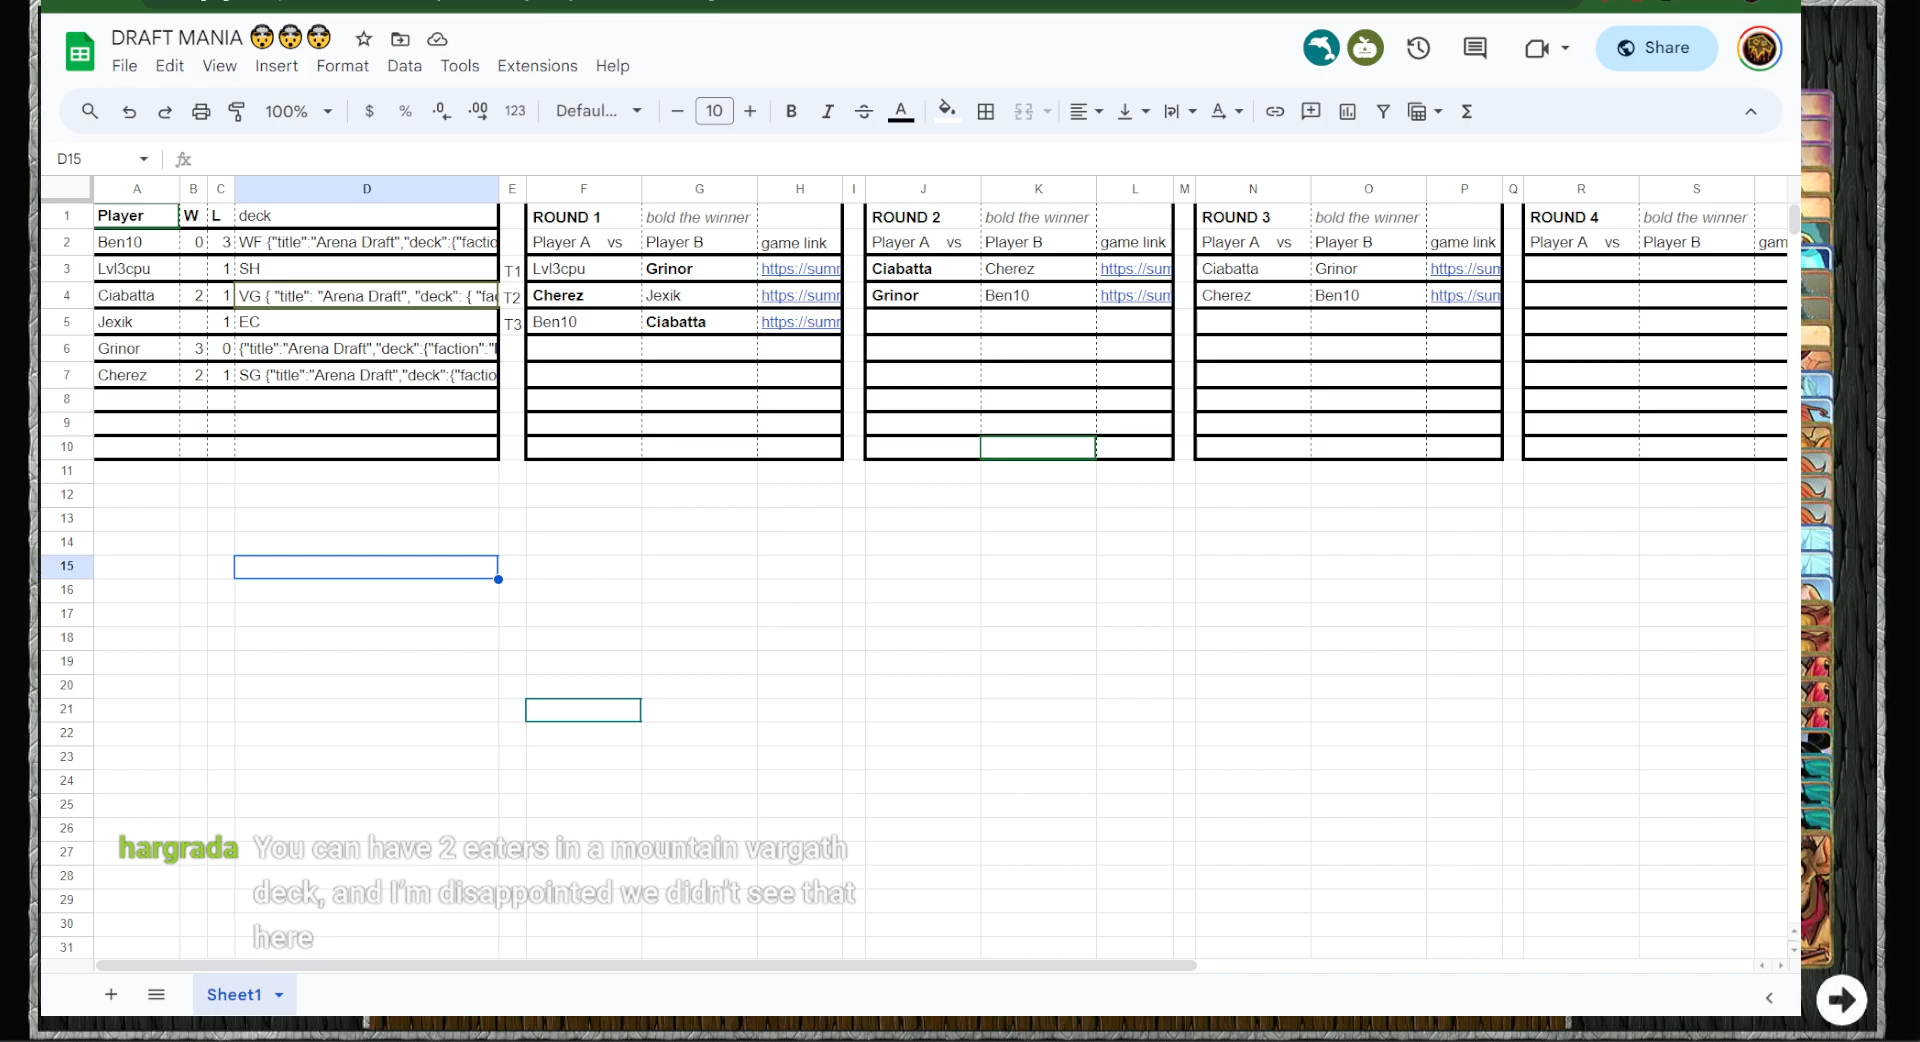 DRAFT MANIA 🤯🤯🤯
File Edit View Insert Format Data Tools Extensions Help
Share
100% $ % .0 .00 123 Defaul... 10 B I A
D15 fx
A B C D E F G H I J K L M N O P Q R S
1 Player W L deck ROUND 1 bold the winner ROUND 2 bold the winner ROUND 3 bold the winner ROUND 4 bold the winner
2 Ben10 0 3 WF {"title":"Arena Draft","deck":{"factio Player A vs Player B game link Player A vs Player B game link Player A vs Player B game link Player A vs Player B gam
3 Lvl3cpu 1 SH T1 Lvl3cpu Grinor https://sumr Ciabatta Cherez https://sum Ciabatta Grinor https://sum
4 Ciabatta 2 1 VG { "title": "Arena Draft", "deck": { "fac T2 Cherez Jexik https://sumr Grinor Ben10 https://sum Cherez Ben10 https://sum
5 Jexik 1 EC T3 Ben10 Ciabatta https://sumr
6 Grinor 3 0 {"title":"Arena Draft","deck":{"faction":"
7 Cherez 2 1 SG {"title":"Arena Draft","deck":{"factio
8
9
10
11
12
13
14
15
16
17
18
19
20
21
22
23
24
25
26
27
28
29
30
31
hargrada You can have 2 eaters in a mountain vargath
deck, and I'm disappointed we didn't see that
here
Sheet1